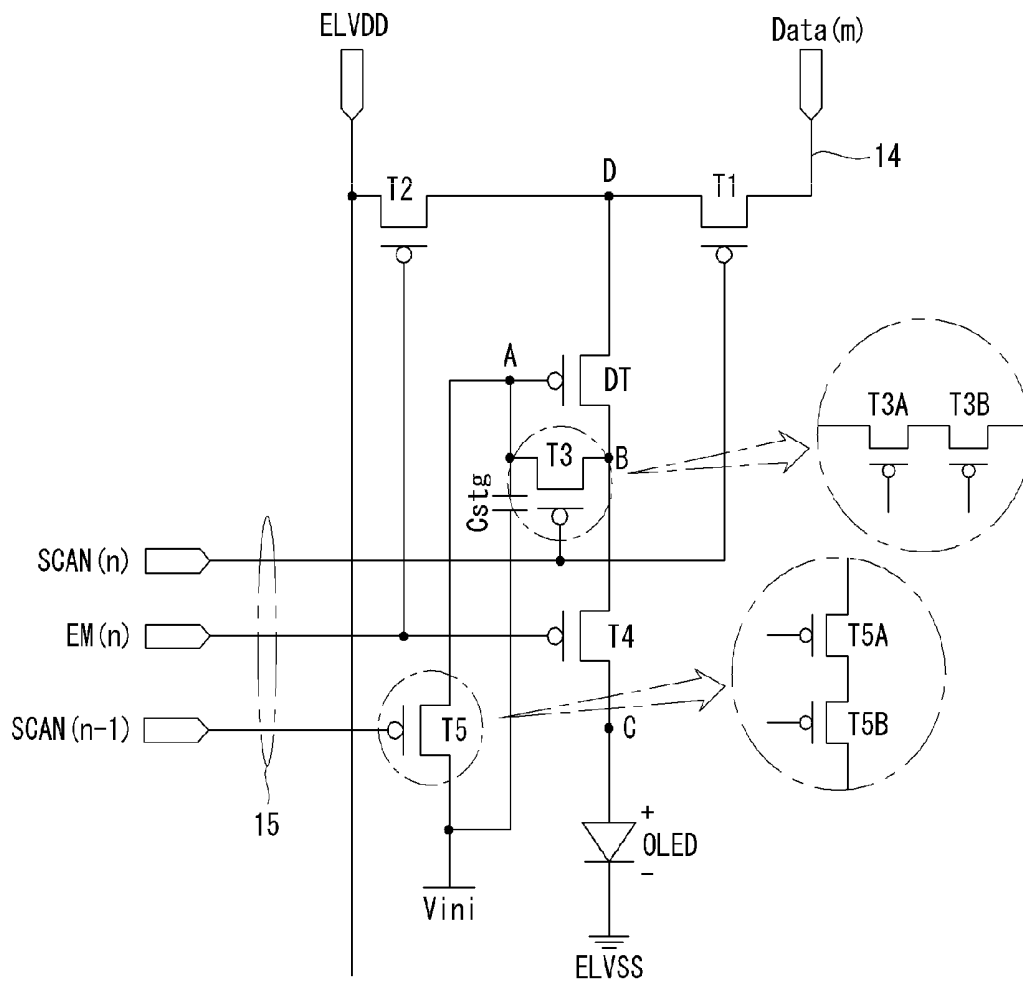 ELVDD
Data(m)
14
T2
D
T1
A
DT
T3A
T3B
T3
B
Cstg
SCAN(n)
EM(n)
T4
T5A
SCAN(n-1)
T5
C
T5B
15
+
OLED
-
Vini
ELVSS